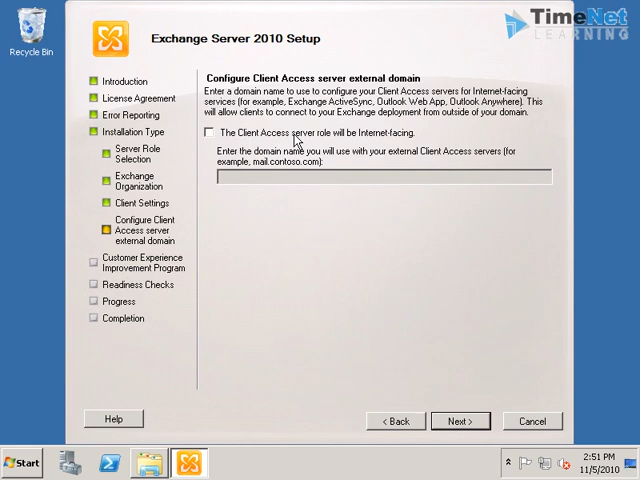 Recycle Bin
TimeNet
LEARNING
Exchange Server 2010 Setup
Introduction
License Agreement
Error Reporting
Installation Type
Server Role
Selection
Exchange
Organization
Client Settings
Configure Client
Access server
external domain
Customer Experience
Improvement Program
Readiness Checks
Progress
Completion
Configure Client Access server external domain
Enter a domain name to use to configure your Client Access servers for Internet-facing
services (for example, Exchange ActiveSync, Outlook Web App, Outlook Anywhere). This
will allow clients to connect to your Exchange deployment from outside of your domain.
The Client Access server role will be Internet-facing.
Enter the domain name you will use with your external Client Access servers (for
example, mail.contoso.com):
Help
< Back
Next >
Cancel
Start
2:51 PM
11/5/2010